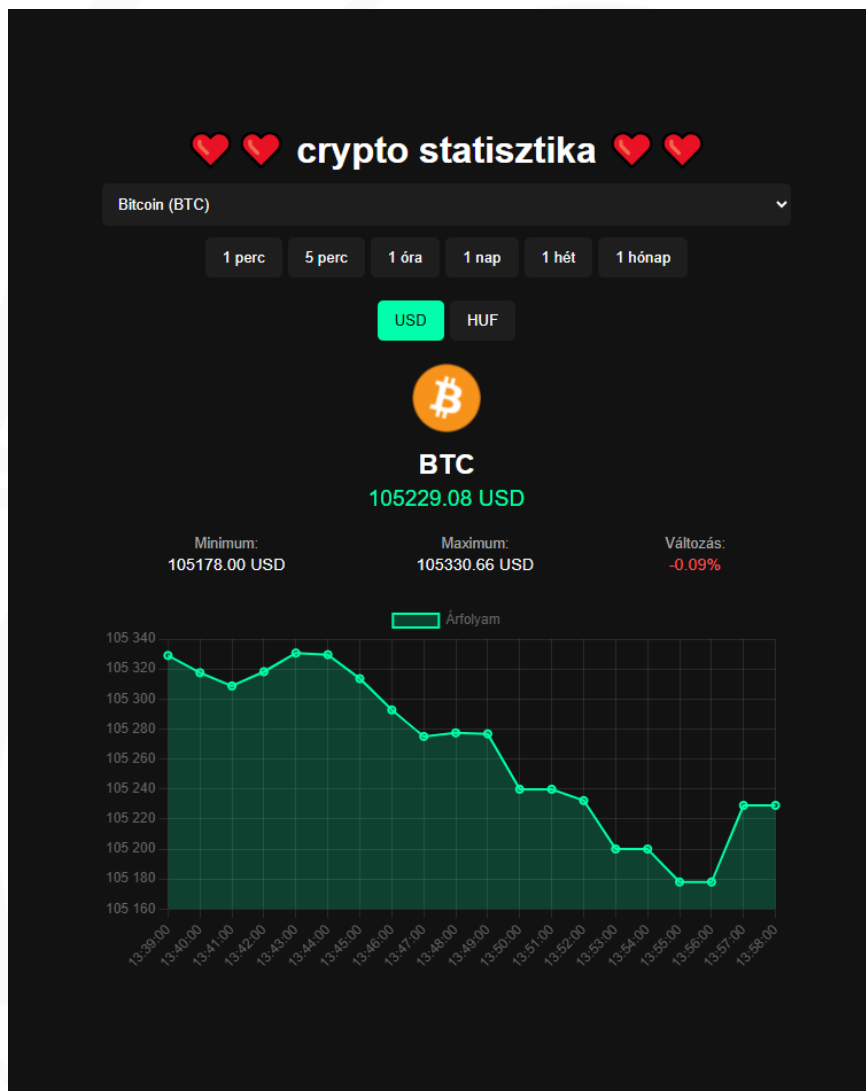 crypto statisztika
Bitcoin (BTC)
1 perc 5 perc 1 óra 1 nap 1 hét 1 hónap
USD HUF
BTC
105229.08 USD
Minimum: Maximum: Változás:
105178.00 USD 105330.66 USD -0.09%
Árfolyam
105 340
105 320
105 300
105 280
105 260
105 240
105 220
105 200
105 180
105 160
13:39:00 13:40:00 13:41:00 13:42:00 13:43:00 13:44:00 13:45:00 13:46:00 13:47:00 13:48:00 13:49:00 13:50:00 13:51:00 13:52:00 13:53:00 13:54:00 13:55:00 13:56:00 13:57:00 13:58:00